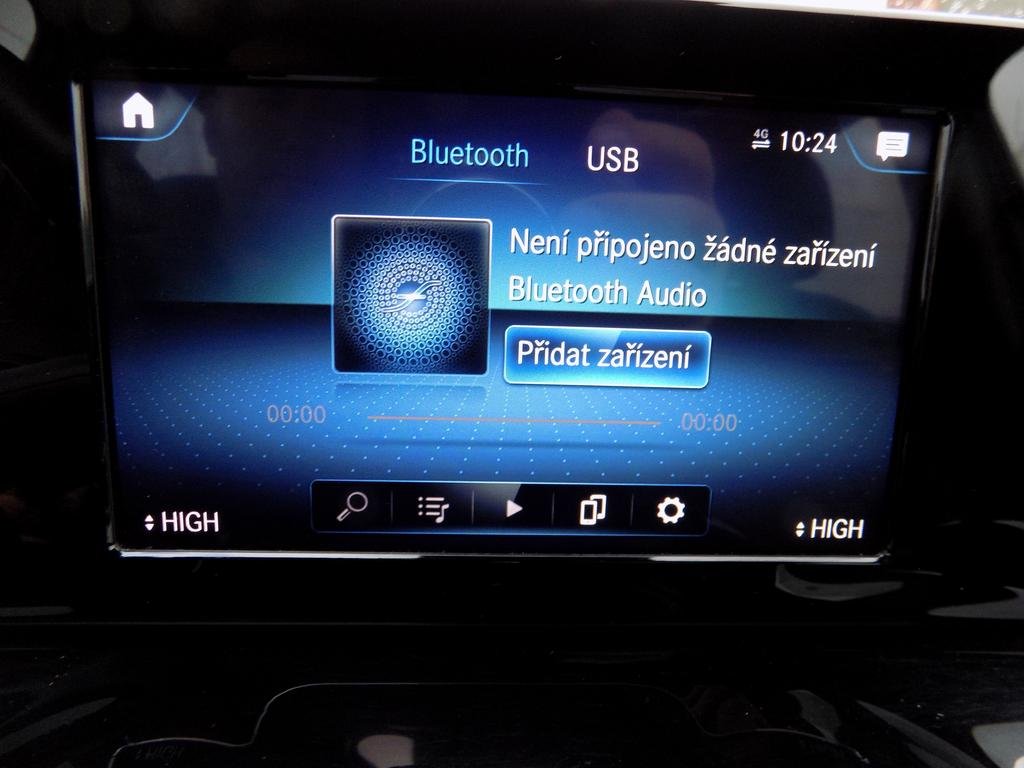 Bluetooth USB 4G 10:24
Není připojeno žádné zařízení
Bluetooth Audio
Přidat zařízení
00:00 00:00
HIGH HIGH